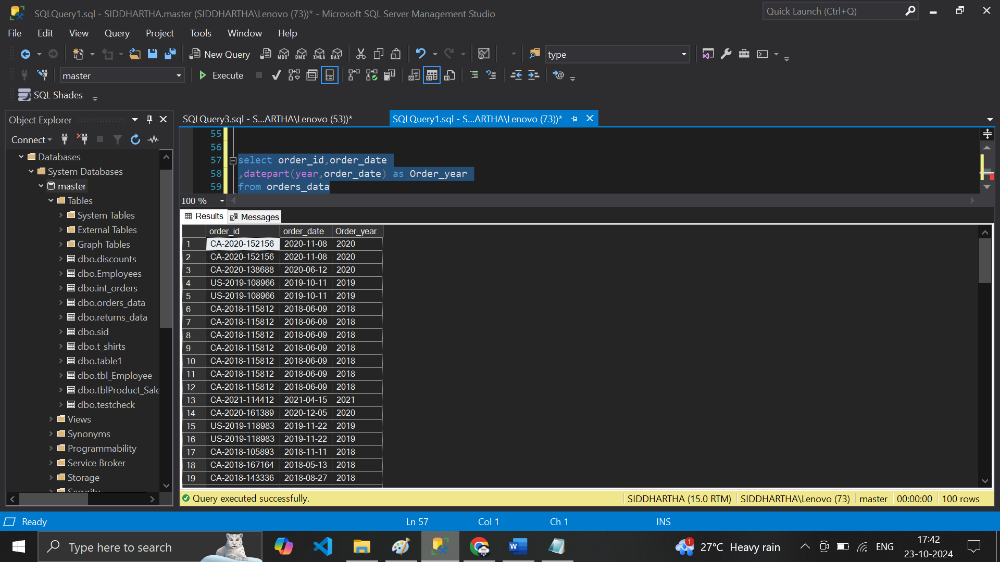 SQLQuery1.sql - SIDDHARTHA.master (SIDDHARTHA\Lenovo (73))* - Microsoft SQL Server Management Studio
Quick Launch (Ctrl+Q)
File Edit View Query Project Tools Window Help
New Query MDX DMX XMLA DAX type
master Execute
SQL Shades
Object Explorer
Connect
Databases
System Databases
master
Tables
System Tables
External Tables
Graph Tables
dbo.discounts
dbo.Employees
dbo.int_orders
dbo.orders_data
dbo.returns_data
dbo.sid
dbo.t_shirts
dbo.table1
dbo.tbl_Employee
dbo.tblProduct_Sale
dbo.testcheck
Views
Synonyms
Programmability
Service Broker
Storage
Security
SQLQuery3.sql - S...ARTHA\Lenovo (53))* SQLQuery1.sql - S...ARTHA\Lenovo (73))*
55
56
57 select order_id,order_date
58 ,datepart(year,order_date) as Order_year
59 from orders_data
100 %
Results Messages
order_id order_date Order_year
1 CA-2020-152156 2020-11-08 2020
2 CA-2020-152156 2020-11-08 2020
3 CA-2020-138688 2020-06-12 2020
4 US-2019-108966 2019-10-11 2019
5 US-2019-108966 2019-10-11 2019
6 CA-2018-115812 2018-06-09 2018
7 CA-2018-115812 2018-06-09 2018
8 CA-2018-115812 2018-06-09 2018
9 CA-2018-115812 2018-06-09 2018
10 CA-2018-115812 2018-06-09 2018
11 CA-2018-115812 2018-06-09 2018
12 CA-2018-115812 2018-06-09 2018
13 CA-2021-114412 2021-04-15 2021
14 CA-2020-161389 2020-12-05 2020
15 US-2019-118983 2019-11-22 2019
16 US-2019-118983 2019-11-22 2019
17 CA-2018-105893 2018-11-11 2018
18 CA-2018-167164 2018-05-13 2018
19 CA-2018-143336 2018-08-27 2018
Query executed successfully. SIDDHARTHA (15.0 RTM) SIDDHARTHA\Lenovo (73) master 00:00:00 100 rows
Ready Ln 57 Col 1 Ch 1 INS
Type here to search 1 27°C Heavy rain ENG 17:42
23-10-2024